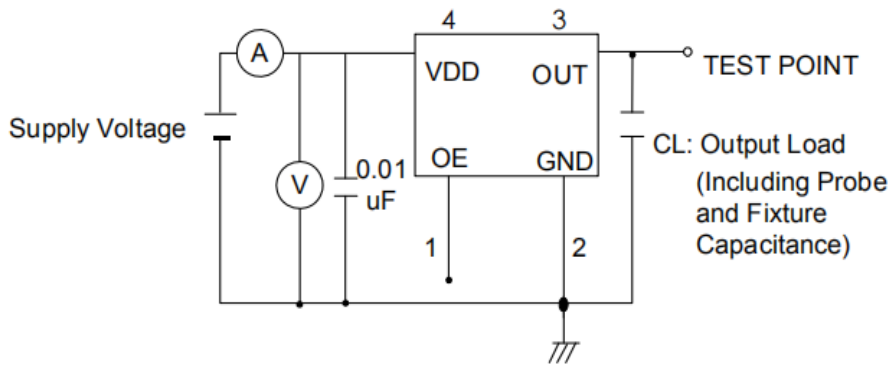 4
3
A
VDD
OUT
TEST POINT
Supply Voltage
OE
GND
CL: Output Load
(Including Probe
and Fixture
Capacitance)
V
0.01
uF
1
2